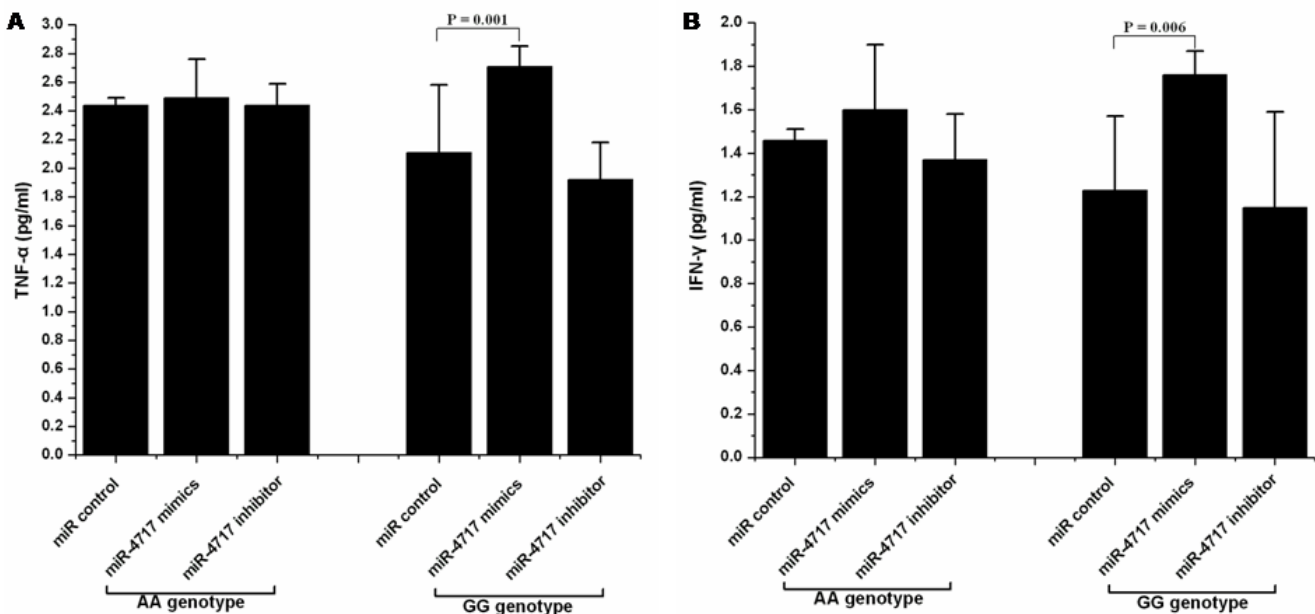 A
P = 0.001
TNF-α (pg/ml)
3.0
2.8
2.6
2.4
2.2
2.0
1.8
1.6
1.4
1.2
1.0
0.8
0.6
0.4
0.2
0.0
miR control
miR-4717 mimics
miR-4717 inhibitor
miR control
miR-4717 mimics
miR-4717 inhibitor
AA genotype
GG genotype
B
P = 0.006
IFN-γ (pg/ml)
2.0
1.8
1.6
1.4
1.2
1.0
0.8
0.6
0.4
0.2
0.0
miR control
miR-4717 mimics
miR-4717 inhibitor
miR control
miR-4717 mimics
miR-4717 inhibitor
AA genotype
GG genotype